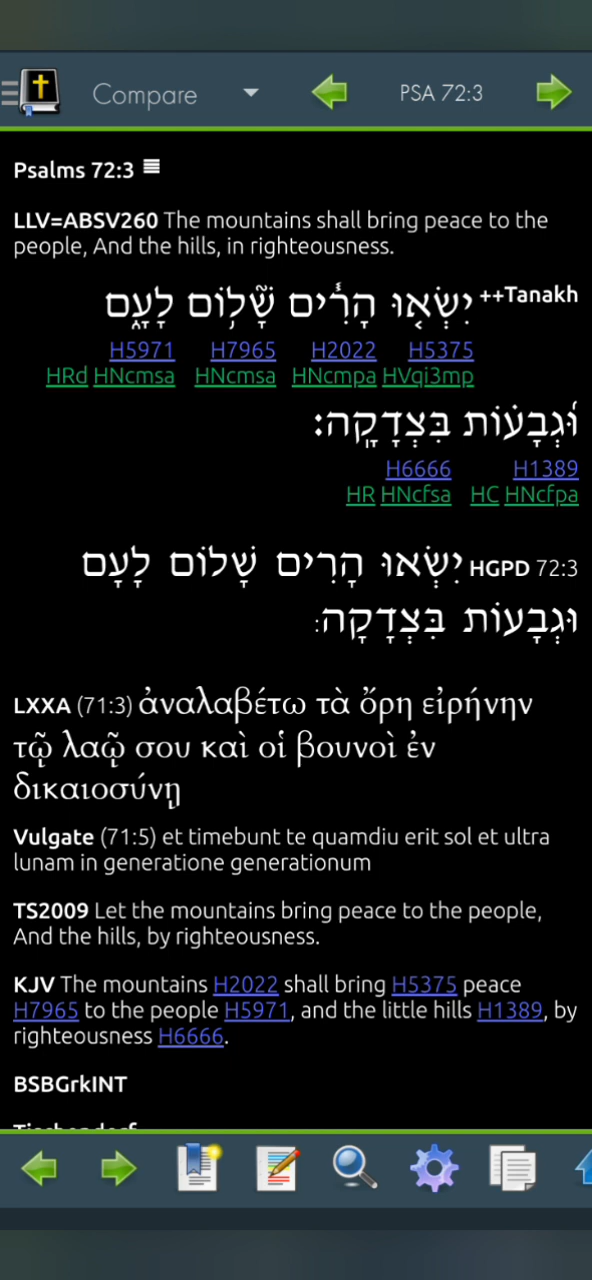 Compare
PSA 72:3
Psalms 72:3
LLV=ABSV260 The mountains shall bring peace to the
people, And the hills, in righteousness.
++Tanakh יִשְׂא֤וּ הָרִ֓ים שָׁ֘ל֥וֹם לָעָ֑ם
H5971 H7965 H2022 H5375
HRd HNcmsa HNcmsa HNcmpa HVqi3mp
וּ֝גְבָע֗וֹת בִּצְדָקָֽה׃
H6666 H1389
HR HNcfsa HC HNcfpa
HGPD 72:3 יִשְׂאוּ הָרִים שָׁלוֹם לָעָם
וּגְבָעוֹת בִּצְדָקָה׃
LXXA (71:3) ἀναλαβέτω τὰ ὄρη εἰρήνην
τῷ λαῷ σου καὶ οἱ βουνοὶ ἐν
δικαιοσύνῃ
Vulgate (71:5) et timebunt te quamdiu erit sol et ultra
lunam in generatione generationum
TS2009 Let the mountains bring peace to the people,
And the hills, by righteousness.
KJV The mountains H2022 shall bring H5375 peace
H7965 to the people H5971, and the little hills H1389, by
righteousness H6666.
BSBGrkINT